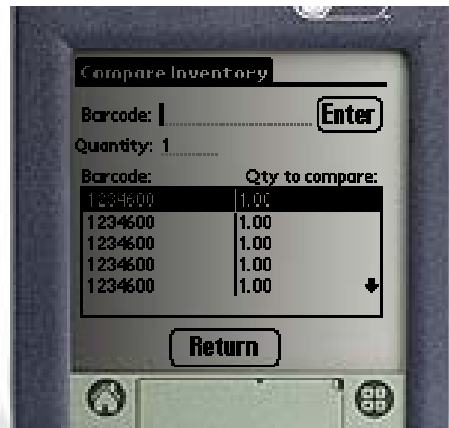 Compare Inventory
Barcode: Enter
Quantity: 1
Barcode: Qty to compare:
1234600 1.00
1234600 1.00
1234600 1.00
1234600 1.00
1234600 1.00
Return